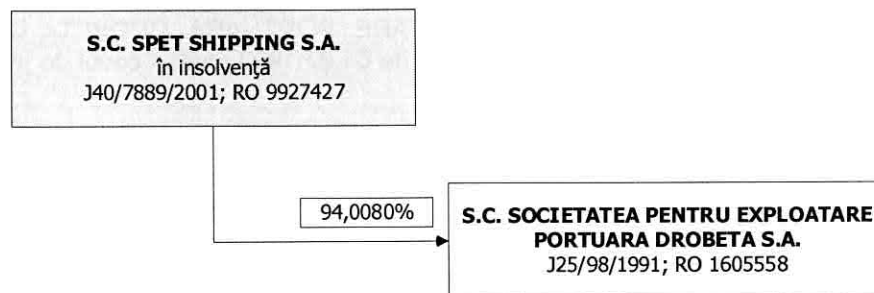 S.C. SPET SHIPPING S.A.
în insolvenţă
J40/7889/2001; RO 9927427
94,0080%
S.C. SOCIETATEA PENTRU EXPLOATARE
PORTUARA DROBETA S.A.
J25/98/1991; RO 1605558